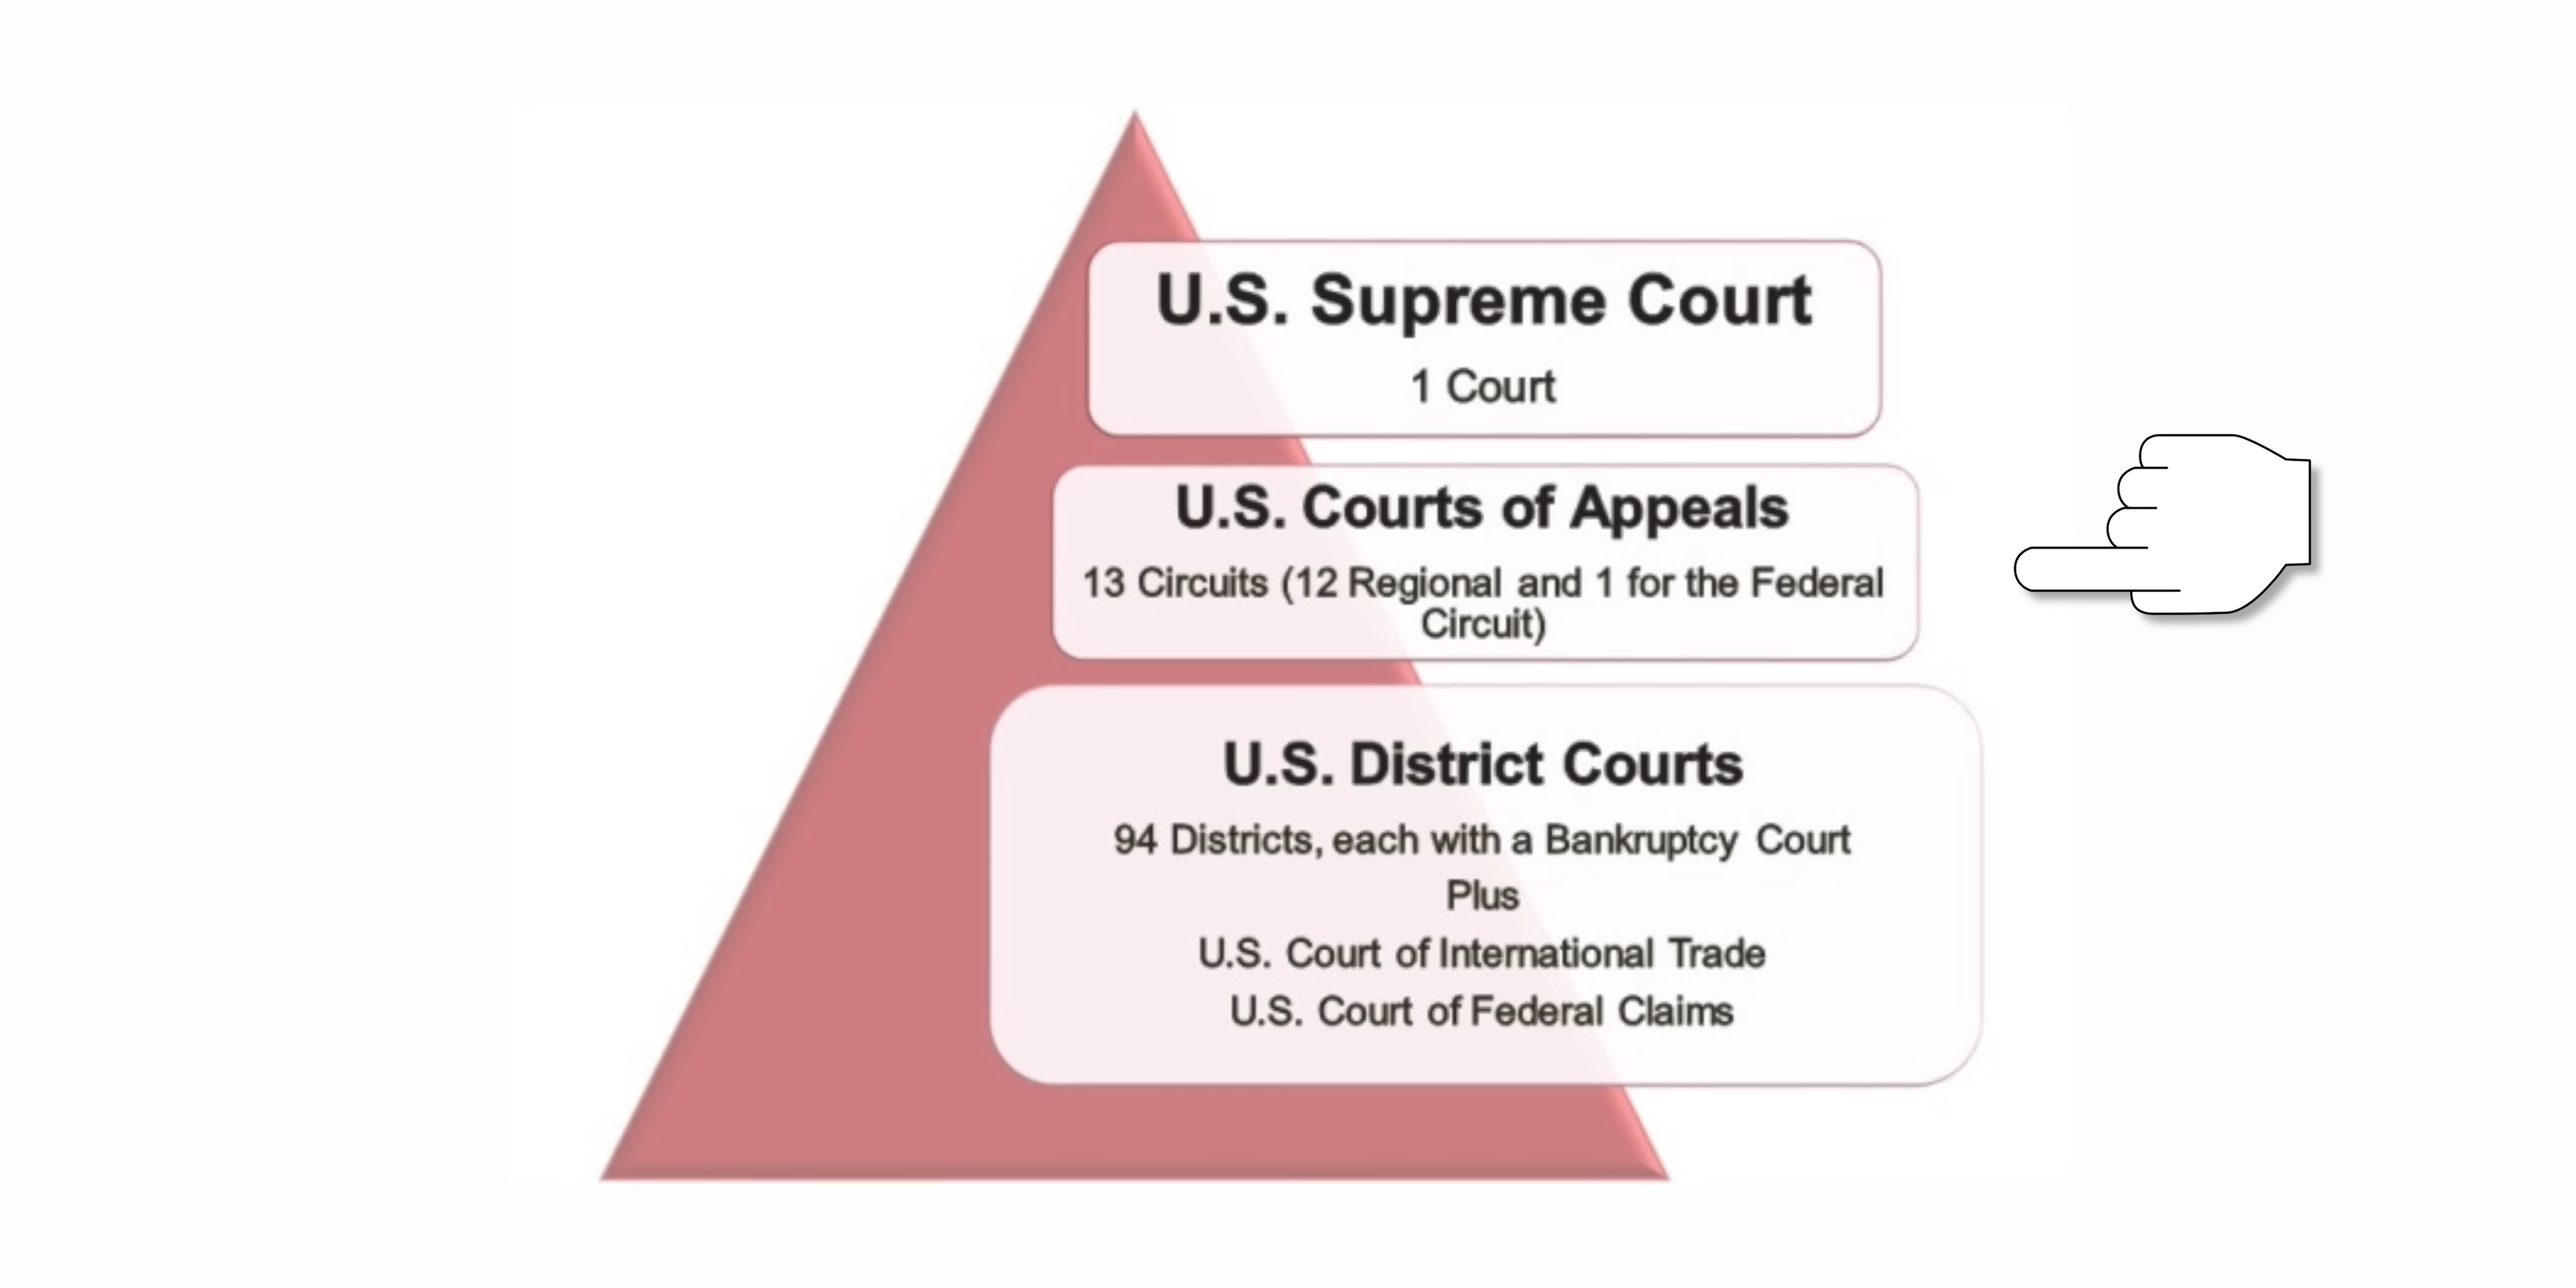 U.S. Supreme Court
1 Court
U.S. Courts of Appeals
13 Circuits (12 Regional and 1 for the Federal
Circuit)
U.S. District Courts
94 Districts, each with a Bankruptcy Court
Plus
U.S. Court of International Trade
U.S. Court of Federal Claims